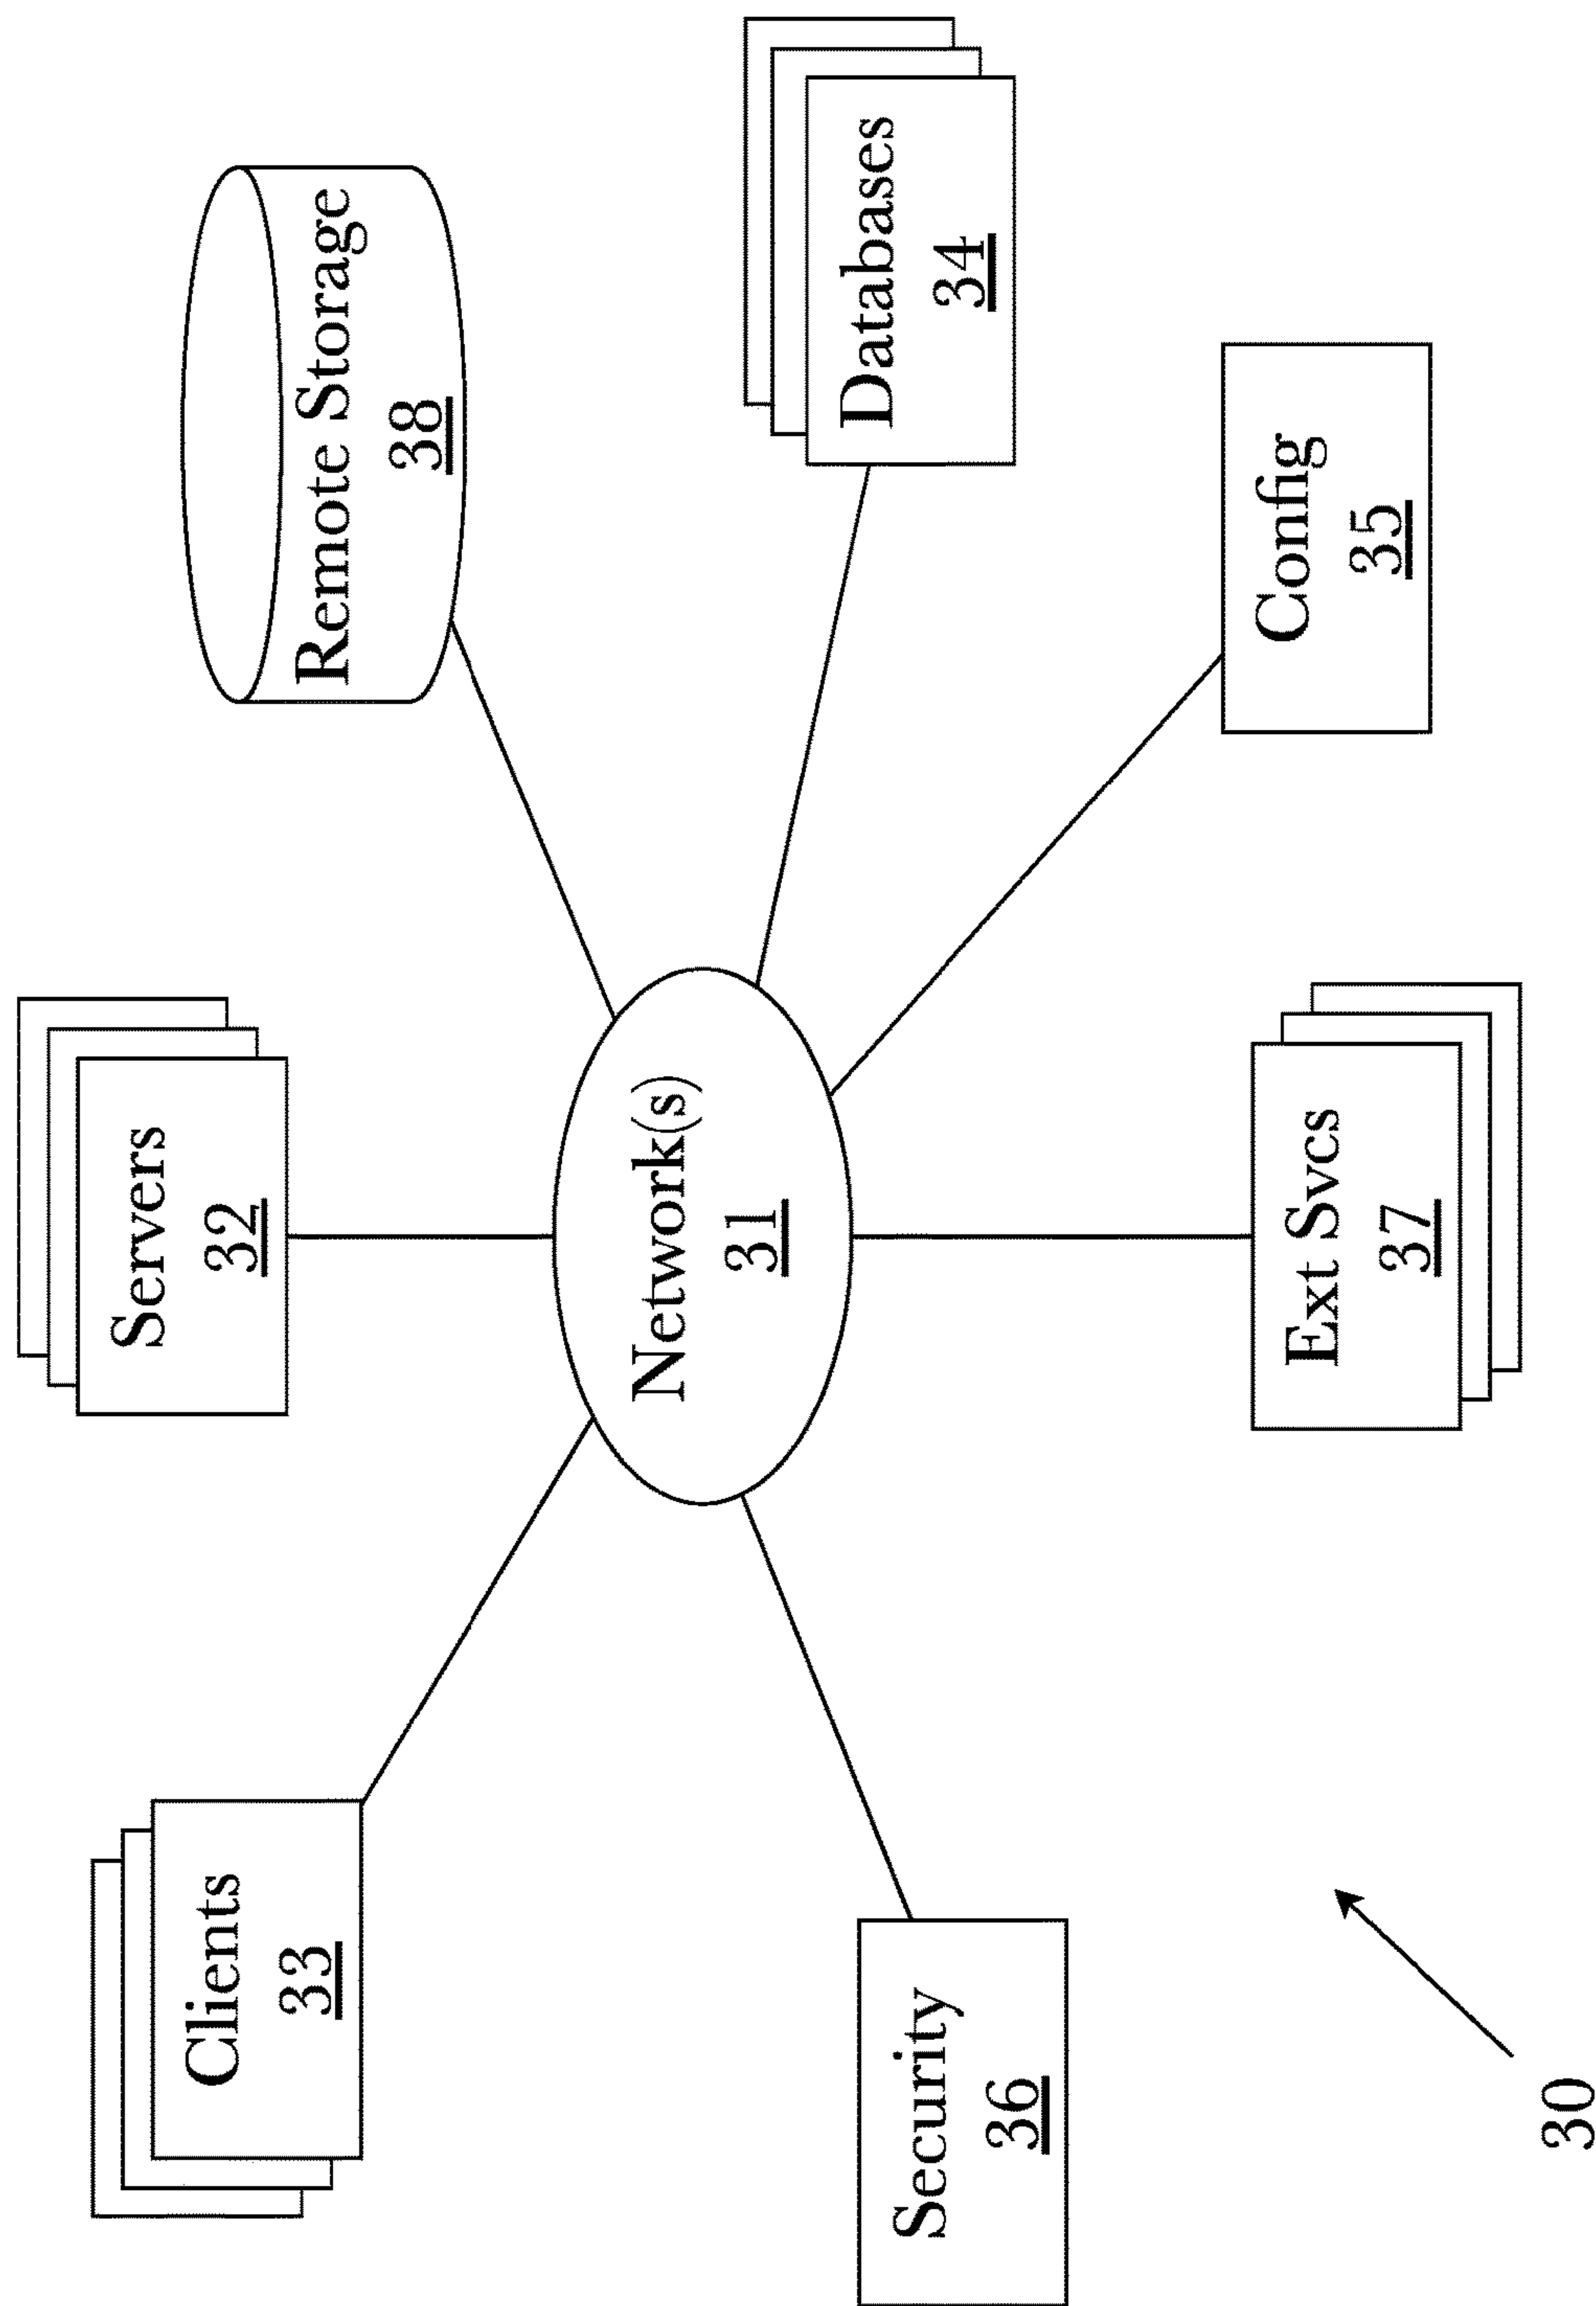 Servers
32
Clients
33
Remote Storage
38
Network(s)
31
Databases
34
Security
36
Ext Svcs
37
Config
35
30